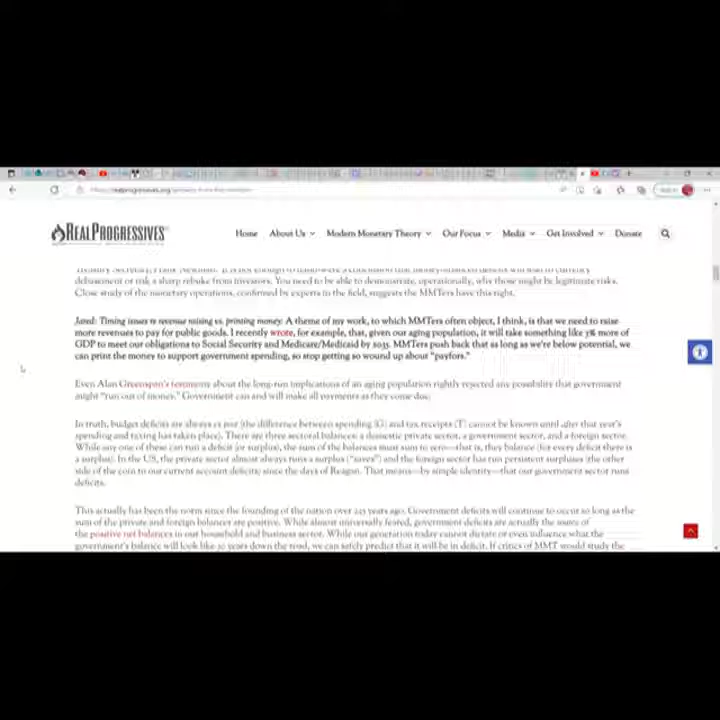 REALPROGRESSIVES
Home About Us Modern Monetary Theory Our Focus Media Get Involved Donate
debasement or risk a sharp rebuke from investors. You need to be able to demonstrate, operationally, why those might be legitimate risks.
Close study of the monetary operations, confirmed by experts in the field, suggests the MMTers have this right.
Jared: Timing issues re revenue raising vs. printing money: A theme of my work, to which MMTers often object, I think, is that we need to raise
more revenues to pay for public goods. I recently wrote, for example, that, given our aging population, it will take something like 3% more of
GDP to meet our obligations to Social Security and Medicare/Medicaid by 2035. MMTers push back that as long as we're below potential, we
can print the money to support government spending, so stop getting so wound up about "payfors."
Even Alan Greenspan's testimony about the long-run implications of an aging population rightly rejected any possibility that government
might "run out of money." Government can and will make all payments as they come due.
In truth, budget deficits are always ex post (the difference between spending (G) and tax receipts (T) cannot be known until after that year's
spending and taxing has taken place). There are three sectoral balances: a domestic private sector, a government sector, and a foreign sector.
While any one of these can run a deficit (or surplus), the sum of the balances must sum to zero—that is, they balance (for every deficit there is
a surplus). In the US, the private sector almost always runs a surplus ("saves") and the foreign sector has run persistent surpluses (the other
side of the coin to our current account deficits) since the days of Reagan. That means—by simple identity—that our government sector runs
deficits.
This actually has been the norm since the founding of the nation over 225 years ago. Government deficits will continue to occur so long as the
sum of the private and foreign balances are positive. While almost universally feared, government deficits are actually the source of
the positive net balances in our household and business sector. While our generation today cannot dictate or even influence what the
government's balance will look like 20 years down the road, we can safely predict that it will be in deficit. If critics of MMT would study the